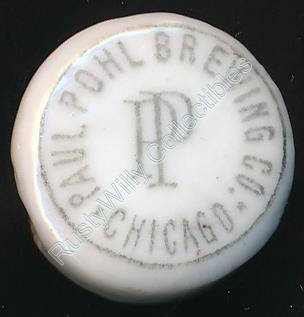 PAUL POHL BREWING CO.
PP
* CHICAGO. *
RustyWilly Collectibles